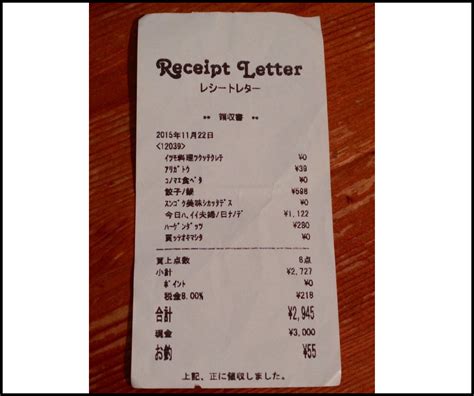 Receipt Letter
レシートレター
** 領収書 **
2015年11月22日
<12039>
ｲﾂﾓ料理ﾂｸｯﾃｸﾚﾃ ¥0
ｱﾘｶﾞﾄｳ ¥39
ｺﾉﾏｴ食ﾍﾞﾀ ¥0
餃子ﾉ ¥598
ｽﾝｺﾞｸ美味ｼｶｯﾀﾃﾞｽ ¥0
今日ﾊ,ｲｲ夫婦ﾉ日ﾅﾉﾃﾞ ¥1,122
ﾊｰｹﾞﾝﾀﾞｯﾂ ¥280
買ｯﾃｵｷﾏｼﾀ ¥0
買上点数 8点
小計 ¥2,727
ﾎﾟｲﾝﾄ ¥0
税金8.00% ¥218
合計 ¥2,945
現金 ¥3,000
お釣 ¥55
上記、正に領収しました。